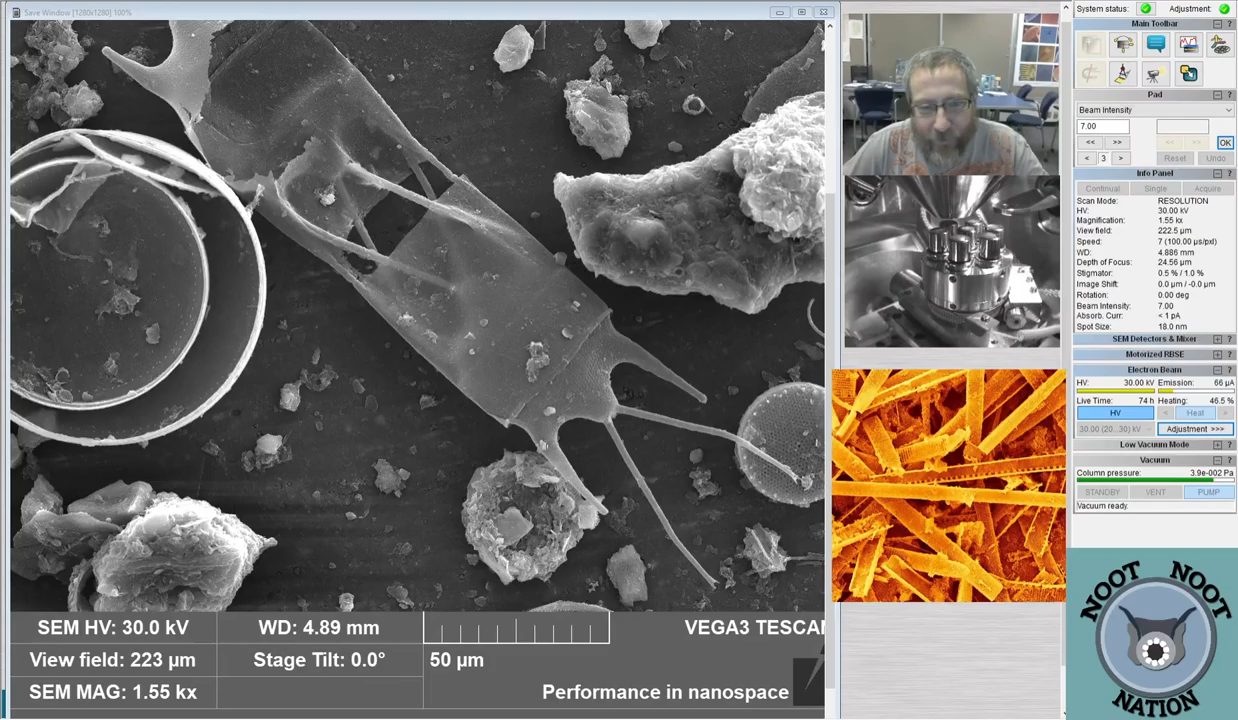 Save Window [1280x1280] 100%
SEM HV: 30.0 kV
WD: 4.89 mm
VEGA3 TESCA
View field: 223 µm
Stage Tilt: 0.0°
50 µm
SEM MAG: 1.55 kx
Performance in nanospace
System status:
Adjustment:
Main Toolbar
?
Pad
?
Beam Intensity
7.00
<<
>>
OK
<
3
>
Reset
Undo
Info Panel
?
Continual
Single
Acquire
Scan Mode: RESOLUTION
HV: 30.00 kV
Magnification: 1.55 kx
View field: 222.5 µm
Speed: 7 (100.00 µs/pxl)
WD: 4.886 mm
Depth of Focus: 24.56 µm
Stigmator: 0.5 % / 1.0 %
Image Shift: 0.0 µm / -0.0 µm
Rotation: 0.00 deg
Beam Intensity: 7.00
Absorb. Curr: < 1 pA
Spot Size: 18.0 nm
SEM Detectors & Mixer
?
Motorized RBSE
?
Electron Beam
?
HV: 30.00 kV Emission: 66 µA
Live Time: 74 h Heating: 46.5 %
HV
<
Heat
>
30.00 (20...30) kV
Adjustment >>>
Low Vacuum Mode
?
Vacuum
?
Column pressure: 3.9e-002 Pa
STANDBY
VENT
PUMP
Vacuum ready.
NOOT NOOT
NATION